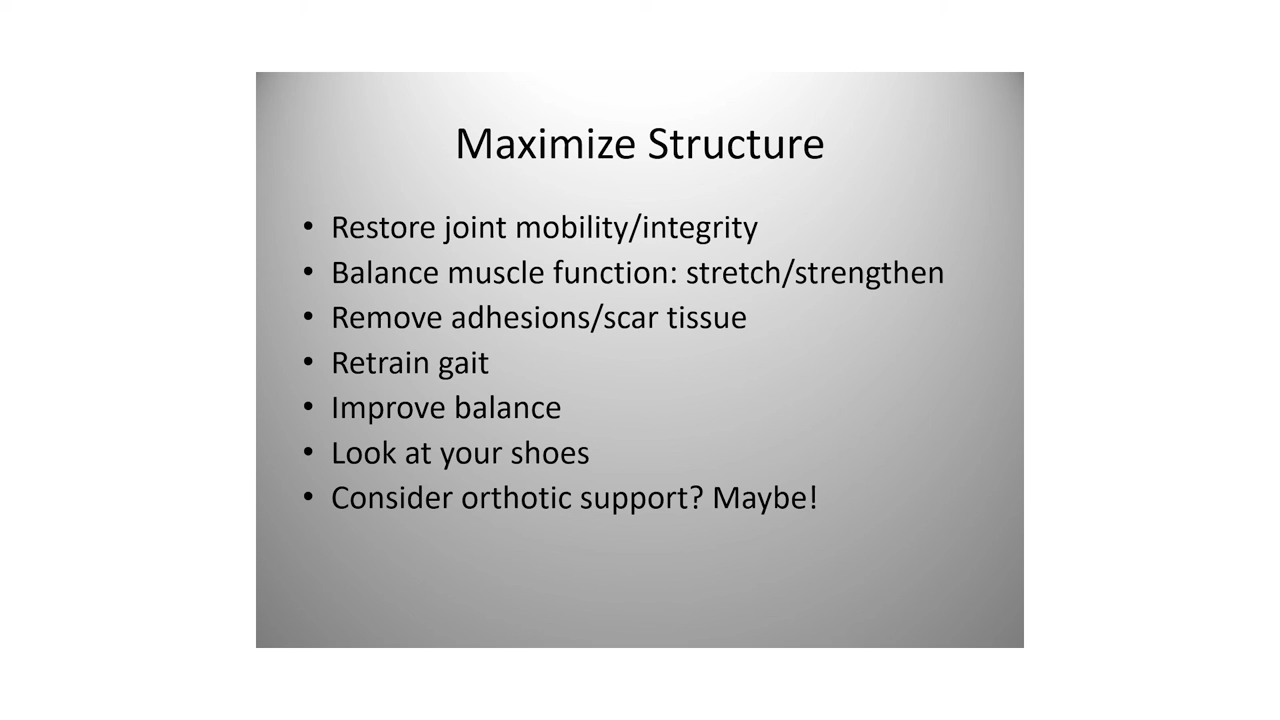 Maximize Structure
• Restore joint mobility/integrity
• Balance muscle function: stretch/strengthen
• Remove adhesions/scar tissue
• Retrain gait
• Improve balance
• Look at your shoes
• Consider orthotic support? Maybe!